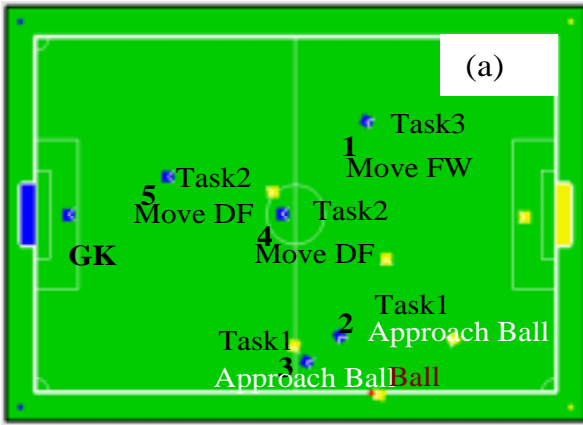 (a)
Task3
1
Move FW
Task2
5
Move DF
Task2
4
Move DF
GK
Task1
2
Approach Ball
Task1
3
Approach Ball
Ball